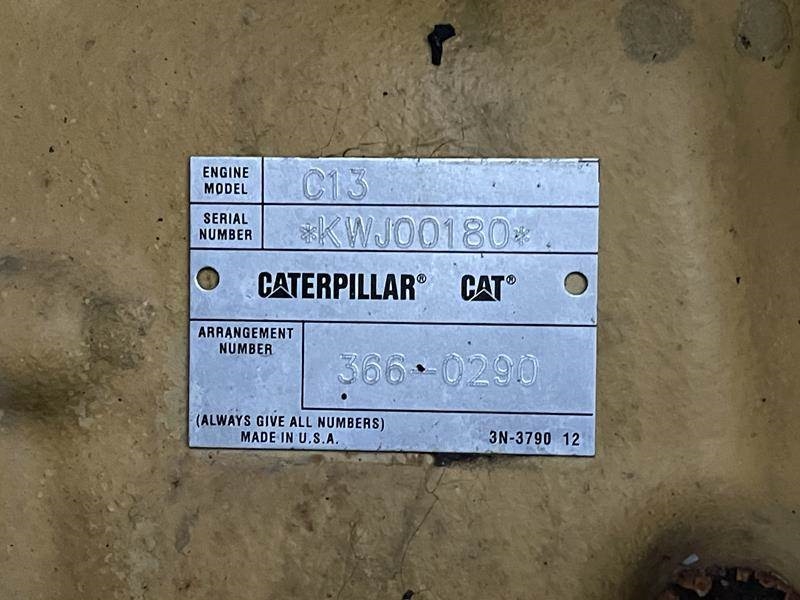 ENGINE
MODEL
C13
SERIAL
NUMBER
*KWJ00180*
CATERPILLAR® CAT®
ARRANGEMENT
NUMBER
366-0290
(ALWAYS GIVE ALL NUMBERS)
MADE IN U.S.A.
3N-3790 12